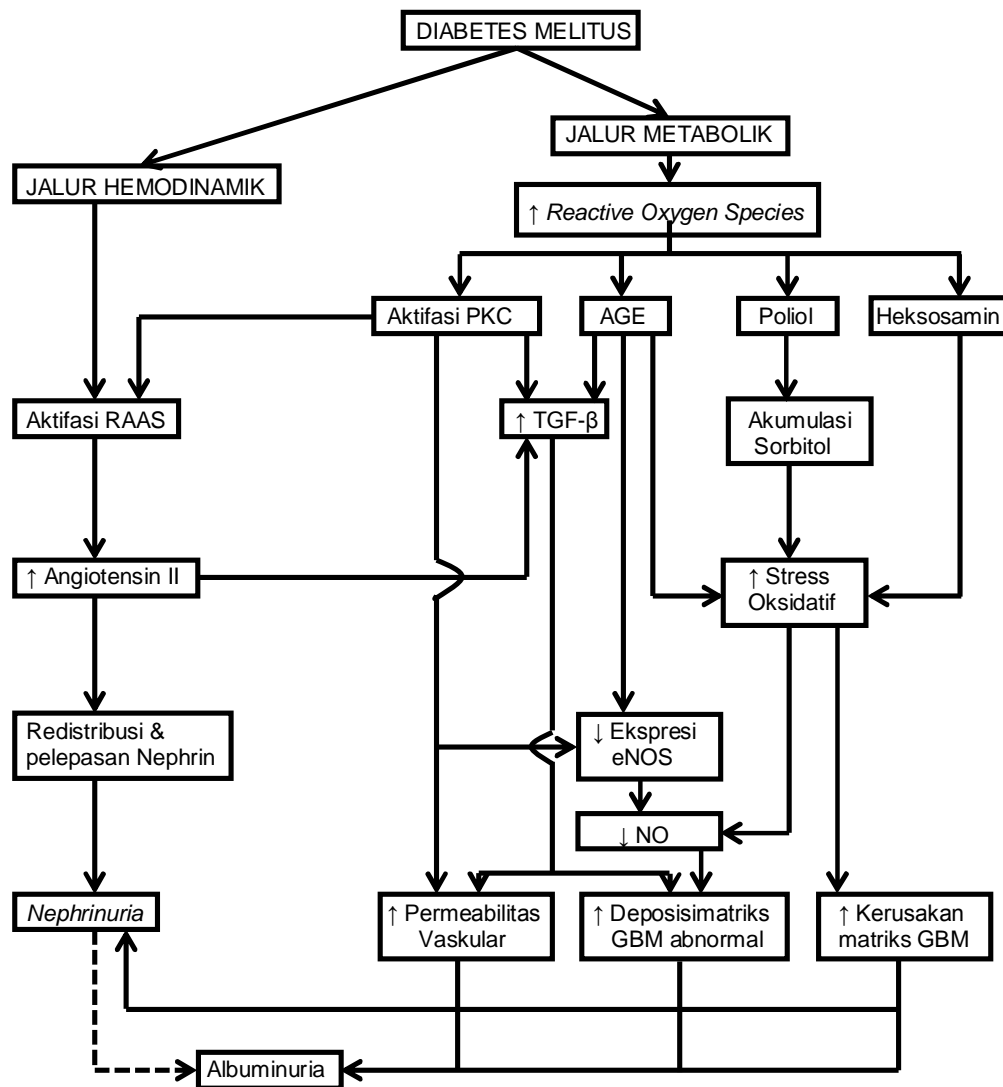 DIABETES MELITUS
JALUR METABOLIK
JALUR HEMODINAMIK
↑ Reactive Oxygen Species
Aktifasi PKC
AGE
Poliol
Heksosamin
Aktifasi RAAS
↑ TGF-β
Akumulasi
Sorbitol
↑ Angiotensin II
↑ Stress
Oksidatif
Redistribusi &
pelepasan Nephrin
↓ Ekspresi
eNOS
↓ NO
Nephrinuria
↑ Permeabilitas
Vaskular
↑ Deposisimatriks
GBM abnormal
↑ Kerusakan
matriks GBM
Albuminuria